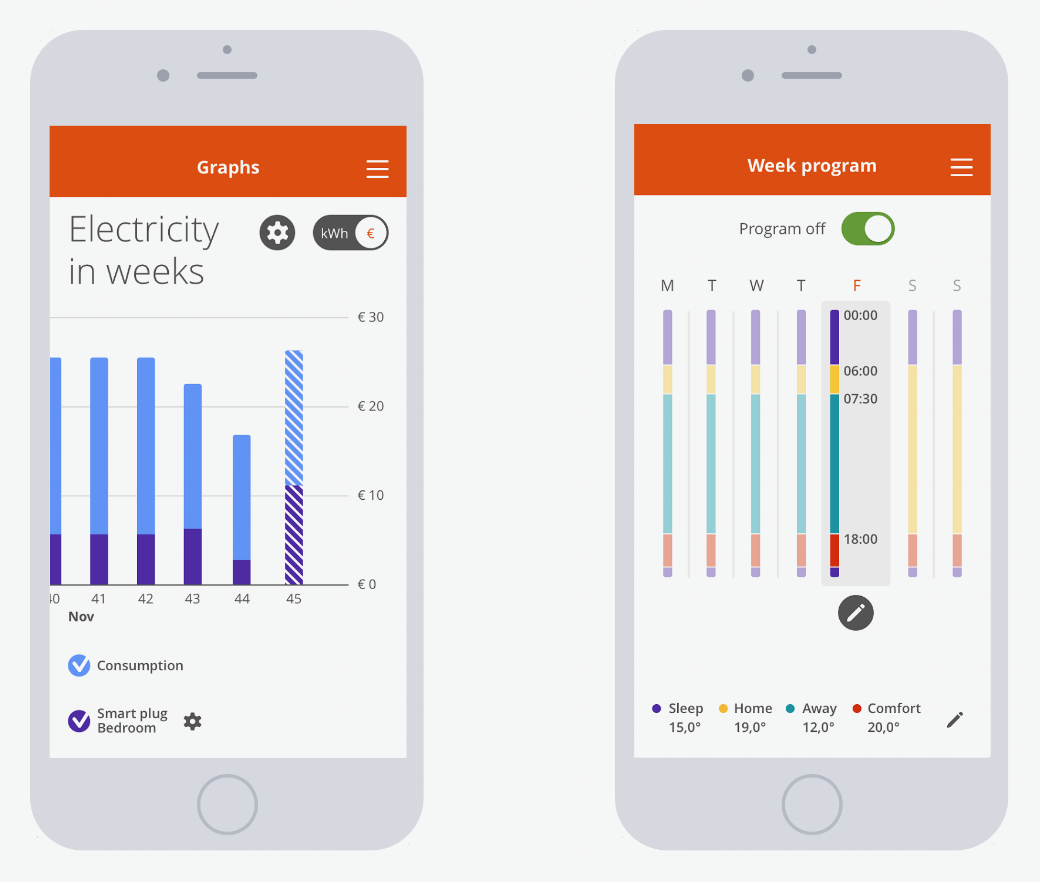 Graphs
Electricity
in weeks
kWh €
€ 30
€ 20
€ 10
€ 0
40 41 42 43 44 45
Nov
Consumption
Smart plug
Bedroom
Week program
Program off
M T W T F S S
00:00
06:00
07:30
18:00
Sleep Home Away Comfort
15,0° 19,0° 12,0° 20,0°